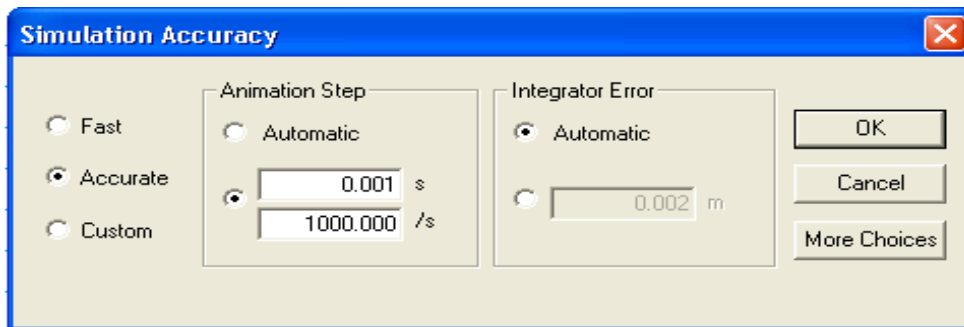 Simulation Accuracy
Fast
Accurate
Custom
Animation Step
Automatic
0.001 s
1000.000 /s
Integrator Error
Automatic
0.002 m
OK
Cancel
More Choices